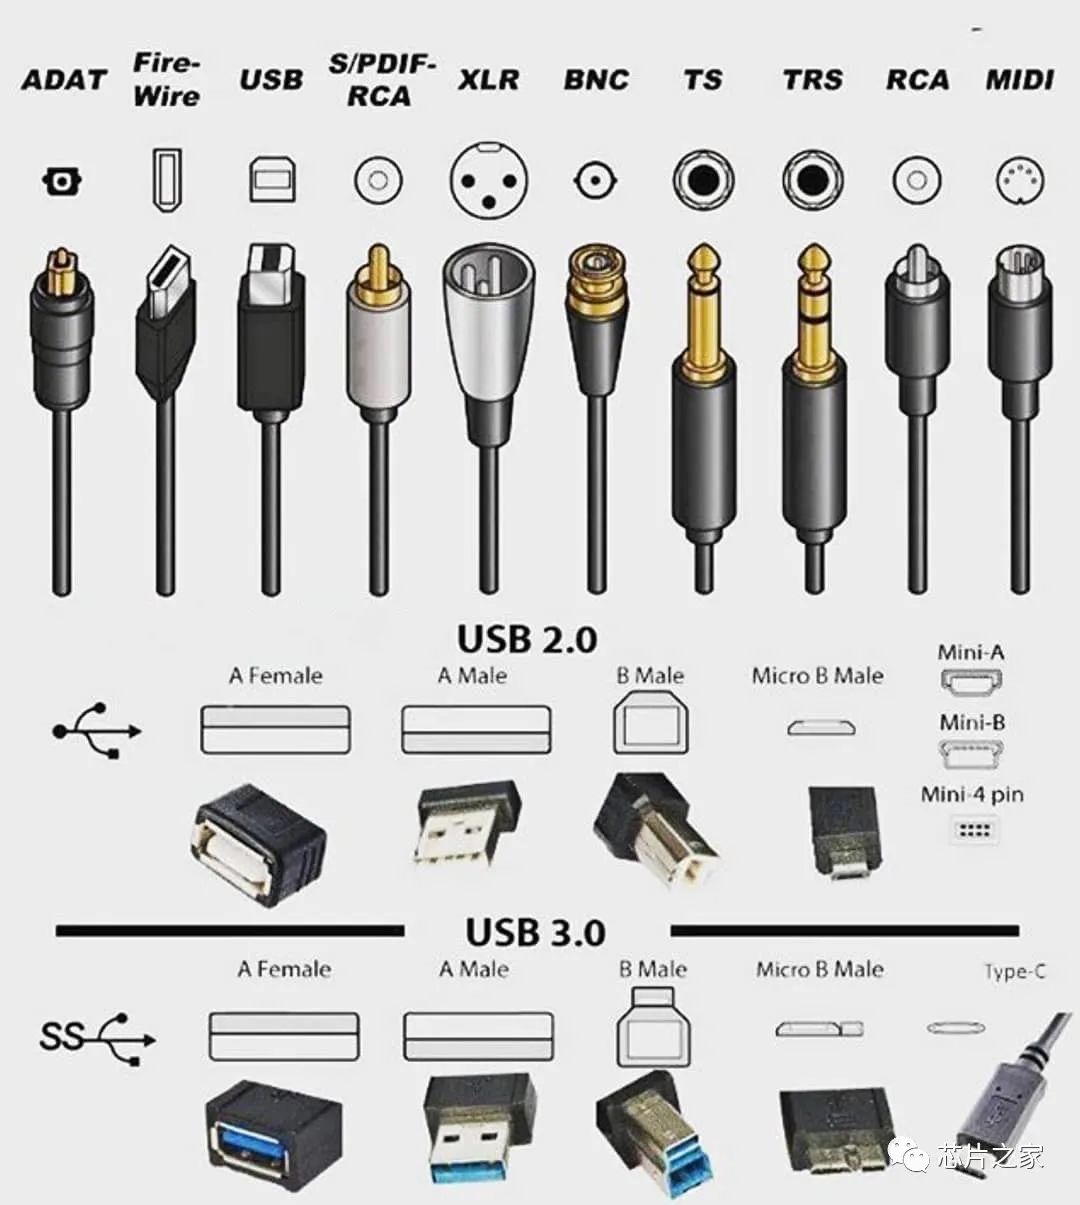 ADAT
Fire-
Wire
USB
S/PDIF-
RCA
XLR
BNC
TS
TRS
RCA
MIDI
USB 2.0
A Female
A Male
B Male
Micro B Male
Mini-A
Mini-B
Mini-4 pin
USB 3.0
A Female
A Male
B Male
Micro B Male
Type-C
SS
芯片之家